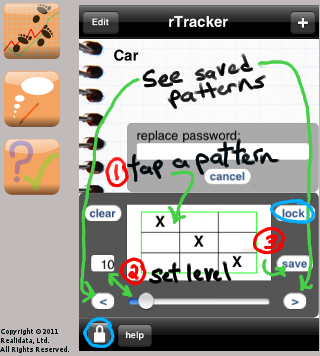 Edit
rTracker
+
Car
See saved
patterns
replace password:
1 tap a pattern
cancel
clear
lock
X
X
3
X
10
2 set level
save
<
>
help
Copyright © 2011
Realidata, Ltd.
All Rights Reserved.